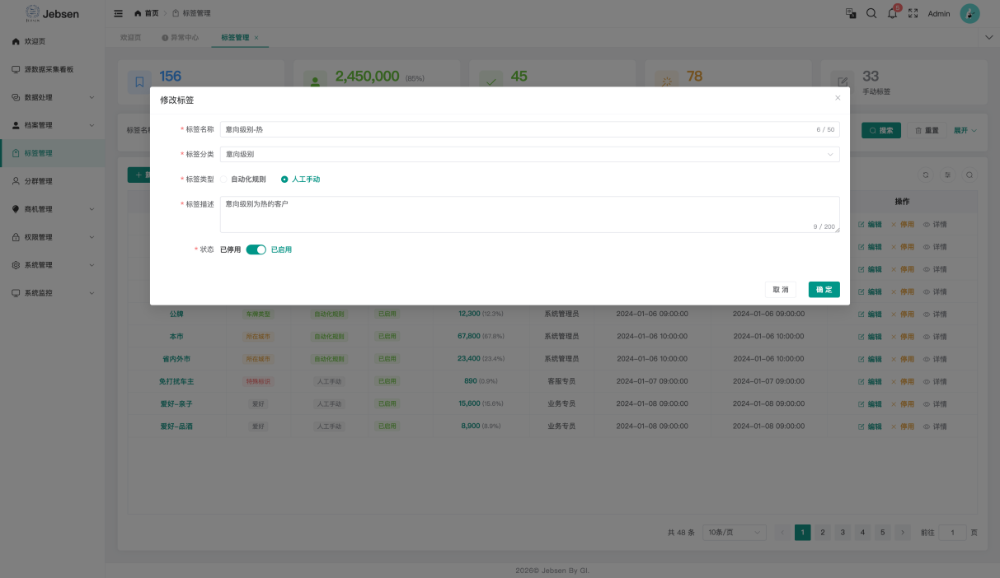 Jebsen
首页
标签管理
5
Admin
欢迎页
异常中心
标签管理 ×
欢迎页
源数据采集看板
数据处理
档案管理
标签管理
分群管理
商机管理
权限管理
系统管理
系统监控
156
2,450,000 (85%)
45
78
33
手动标签
标签名
搜索
重置
展开
修改标签
* 标签名称 意向级别-热 6 / 50
* 标签分类 意向级别
* 标签类型 自动化规则 人工手动
* 标签描述 意向级别为热的客户
9 / 200
* 状态 已停用 已启用
取 消 确 定
操作
编辑 停用 详情
编辑 停用 详情
编辑 停用 详情
编辑 停用 详情
公牌 车牌类型 自动化规则 已启用 12,300 (12.3%) 系统管理员 2024-01-06 09:00:00 2024-01-06 09:00:00 编辑 停用 详情
本市 所在城市 自动化规则 已启用 67,800 (67.8%) 系统管理员 2024-01-06 10:00:00 2024-01-06 10:00:00 编辑 停用 详情
省内外市 所在城市 自动化规则 已启用 23,400 (23.4%) 系统管理员 2024-01-06 09:00:00 2024-01-06 09:00:00 编辑 停用 详情
免打扰车主 特殊标识 人工手动 已启用 890 (0.9%) 客服专员 2024-01-07 09:00:00 2024-01-07 09:00:00 编辑 停用 详情
爱好-亲子 爱好 人工手动 已启用 15,600 (15.6%) 业务专员 2024-01-08 09:00:00 2024-01-08 09:00:00 编辑 停用 详情
爱好-品酒 爱好 人工手动 已启用 8,900 (8.9%) 业务专员 2024-01-08 09:00:00 2024-01-08 09:00:00 编辑 停用 详情
共 48 条 10条/页 1 2 3 4 5 前往 1 页
2026© Jebsen By GI.